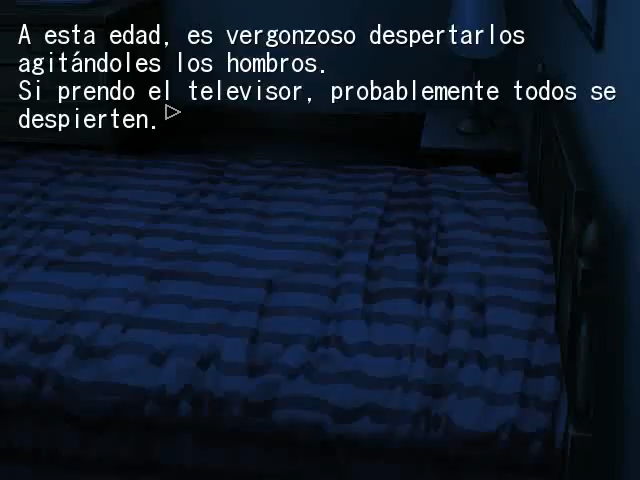 A esta edad, es vergonzoso despertarlos
agitándoles los hombros.
Si prendo el televisor, probablemente todos se
despierten.